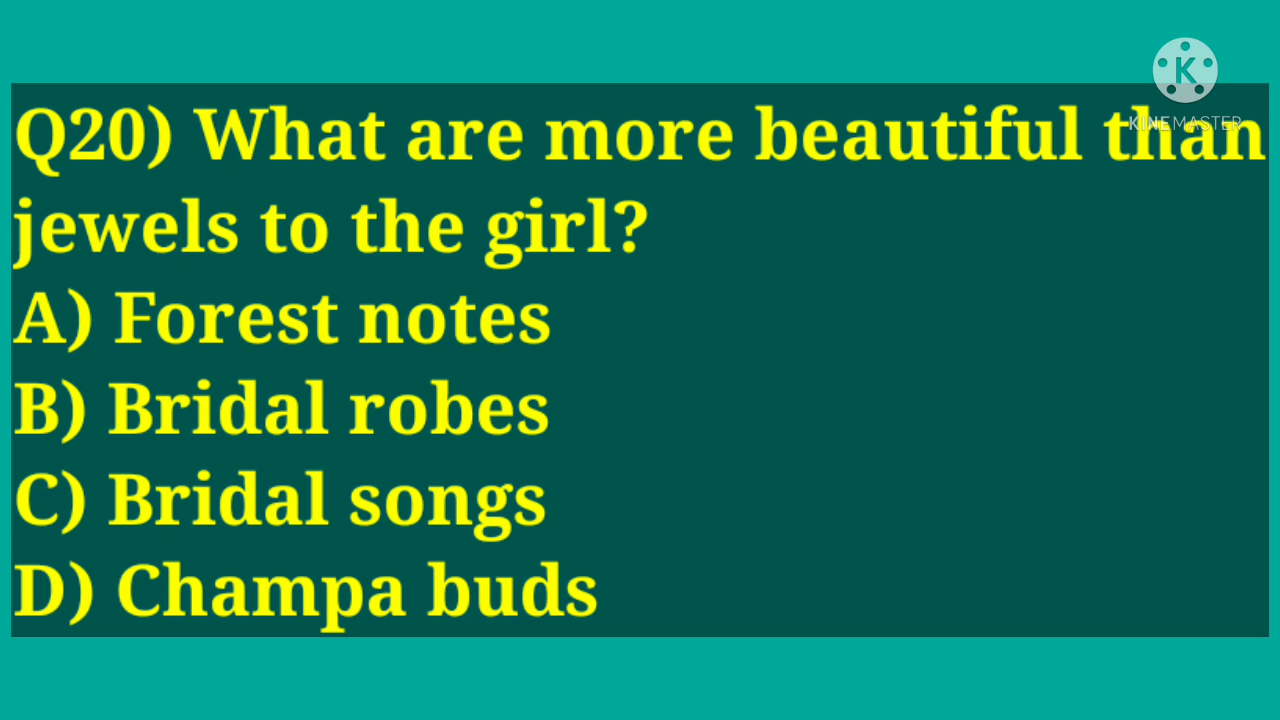 K
KINEMASTER
Q20) What are more beautiful than
jewels to the girl?
A) Forest notes
B) Bridal robes
C) Bridal songs
D) Champa buds